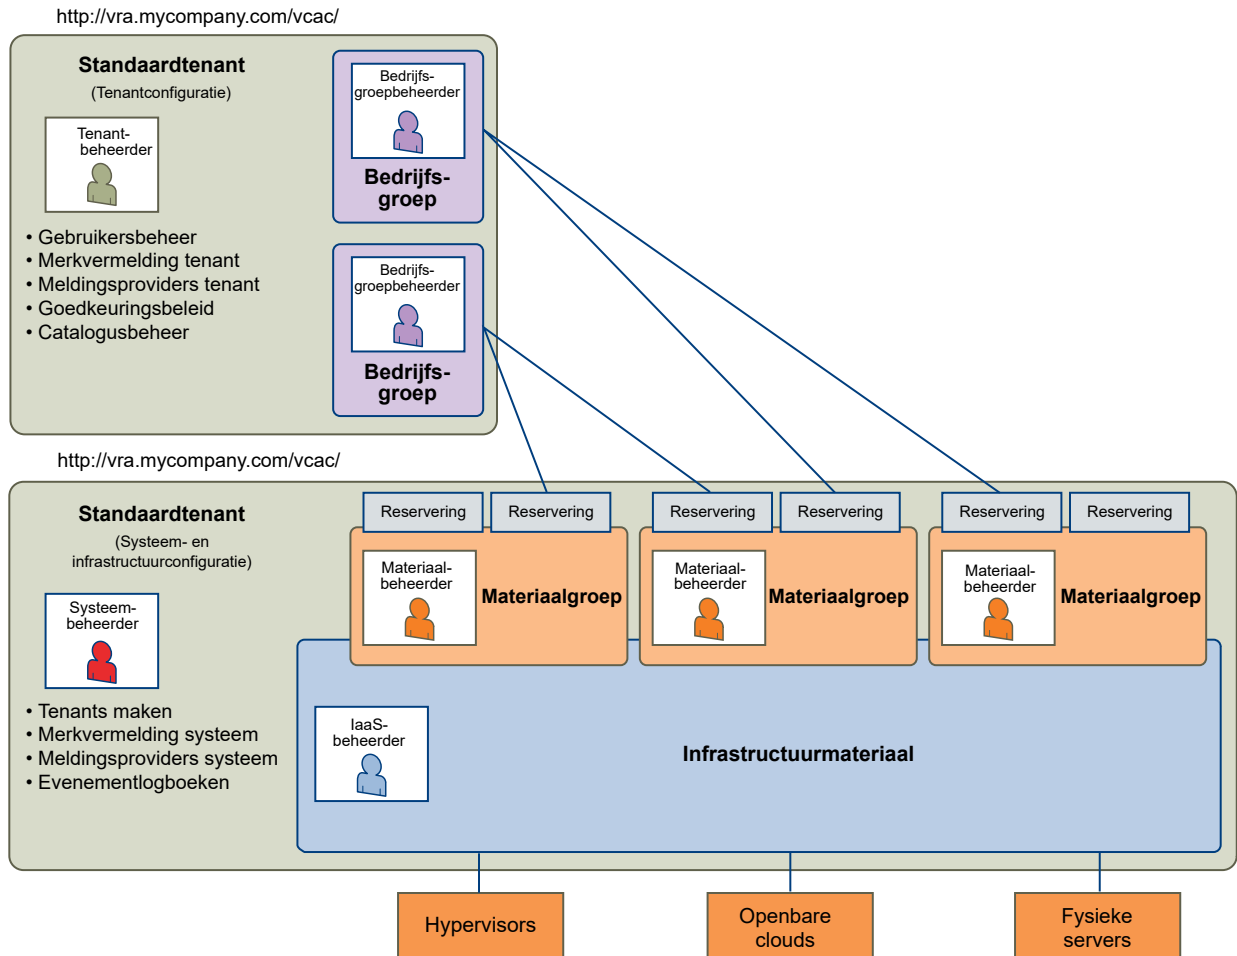 http://vra.mycompany.com/vcac/
Standaardtenant
(Tenantconfiguratie)
Tenant-
beheerder
• Gebruikersbeheer
• Merkvermelding tenant
• Meldingsproviders tenant
• Goedkeuringsbeleid
• Catalogusbeheer
Bedrijfs-
groepbeheerder
Bedrijfs-
groep
Bedrijfs-
groepbeheerder
Bedrijfs-
groep
http://vra.mycompany.com/vcac/
Standaardtenant
(Systeem- en
infrastructuurconfiguratie)
Systeem-
beheerder
• Tenants maken
• Merkvermelding systeem
• Meldingsproviders systeem
• Evenementlogboeken
Reservering
Reservering
Reservering
Reservering
Reservering
Reservering
Materiaal-
beheerder
Materiaalgroep
Materiaal-
beheerder
Materiaalgroep
Materiaal-
beheerder
Materiaalgroep
IaaS-
beheerder
Infrastructuurmateriaal
Hypervisors
Openbare
clouds
Fysieke
servers